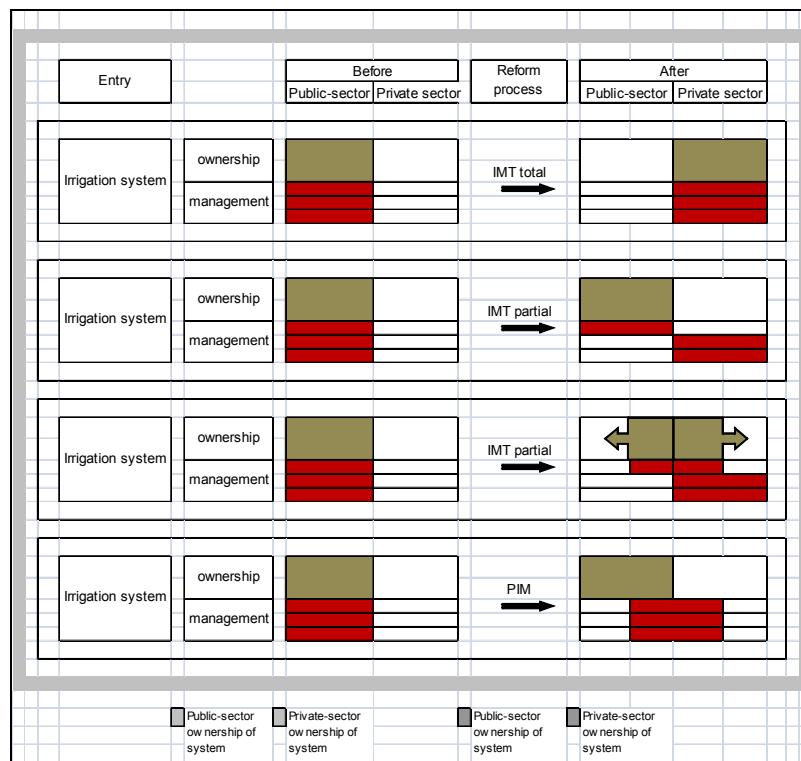 Entry
Before
Reform
process
After
Public-sector
Private sector
Public-sector
Private sector
Irrigation system
ownership
management
IMT total
Irrigation system
ownership
management
IMT partial
Irrigation system
ownership
management
IMT partial
Irrigation system
ownership
management
PIM
Public-sector
ow nership of
system
Private-sector
ow nership of
system
Public-sector
ow nership of
system
Private-sector
ow nership of
system